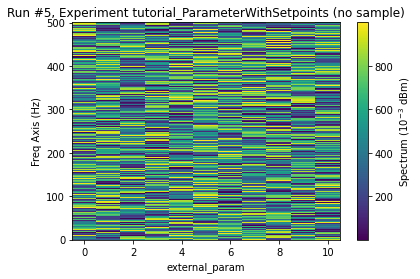 Run #5, Experiment tutorial_ParameterWithSetpoints (no sample)
500
400
300
200
100
0
Freq Axis (Hz)
0 2 4 6 8 10
external_param
800
600
400
200
Spectrum (10⁻³ dBm)